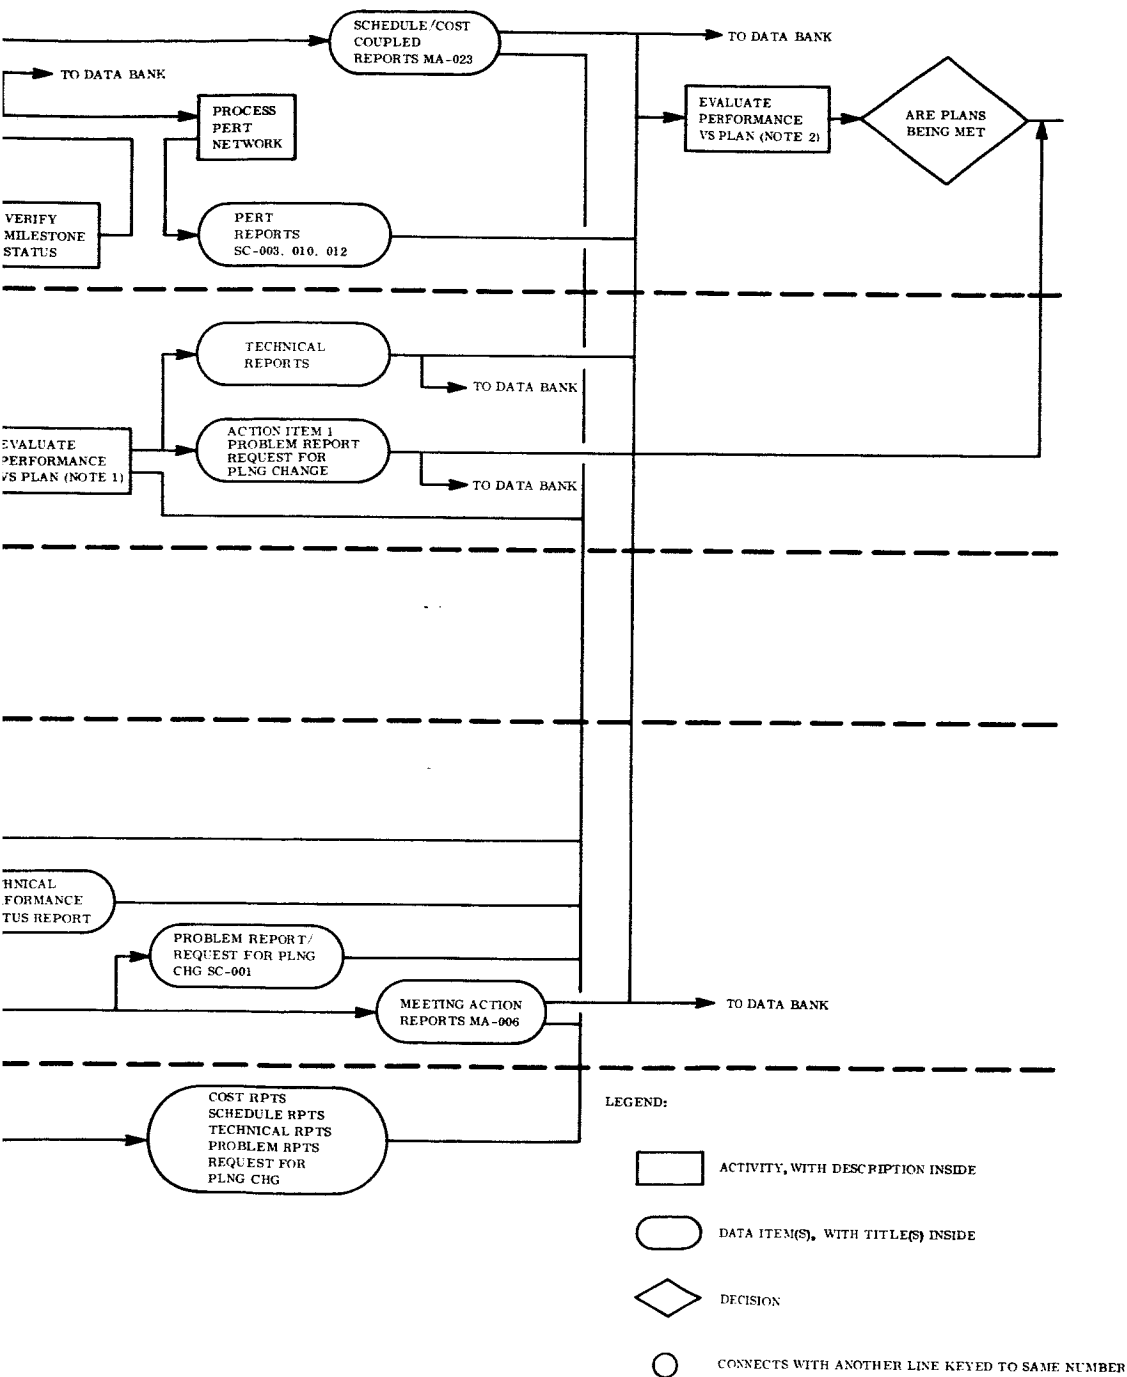 SCHEDULE/COST
COUPLED
REPORTS MA-023
TO DATA BANK
TO DATA BANK
PROCESS
PERT
NETWORK
EVALUATE
PERFORMANCE
VS PLAN (NOTE 2)
ARE PLANS
BEING MET
VERIFY
MILESTONE
STATUS
PERT
REPORTS
SC-003, 010, 012
TECHNICAL
REPORTS
TO DATA BANK
EVALUATE
PERFORMANCE
VS PLAN (NOTE 1)
ACTION ITEM 1
PROBLEM REPORT
REQUEST FOR
PLNG CHANGE
TO DATA BANK
HNICAL
FORMANCE
TUS REPORT
PROBLEM REPORT/
REQUEST FOR PLNG
CHG SC-001
MEETING ACTION
REPORTS MA-006
TO DATA BANK
COST RPTS
SCHEDULE RPTS
TECHNICAL RPTS
PROBLEM RPTS
REQUEST FOR
PLNG CHG
LEGEND:
ACTIVITY, WITH DESCRIPTION INSIDE
DATA ITEM(S), WITH TITLE(S) INSIDE
DECISION
CONNECTS WITH ANOTHER LINE KEYED TO SAME NUMBER